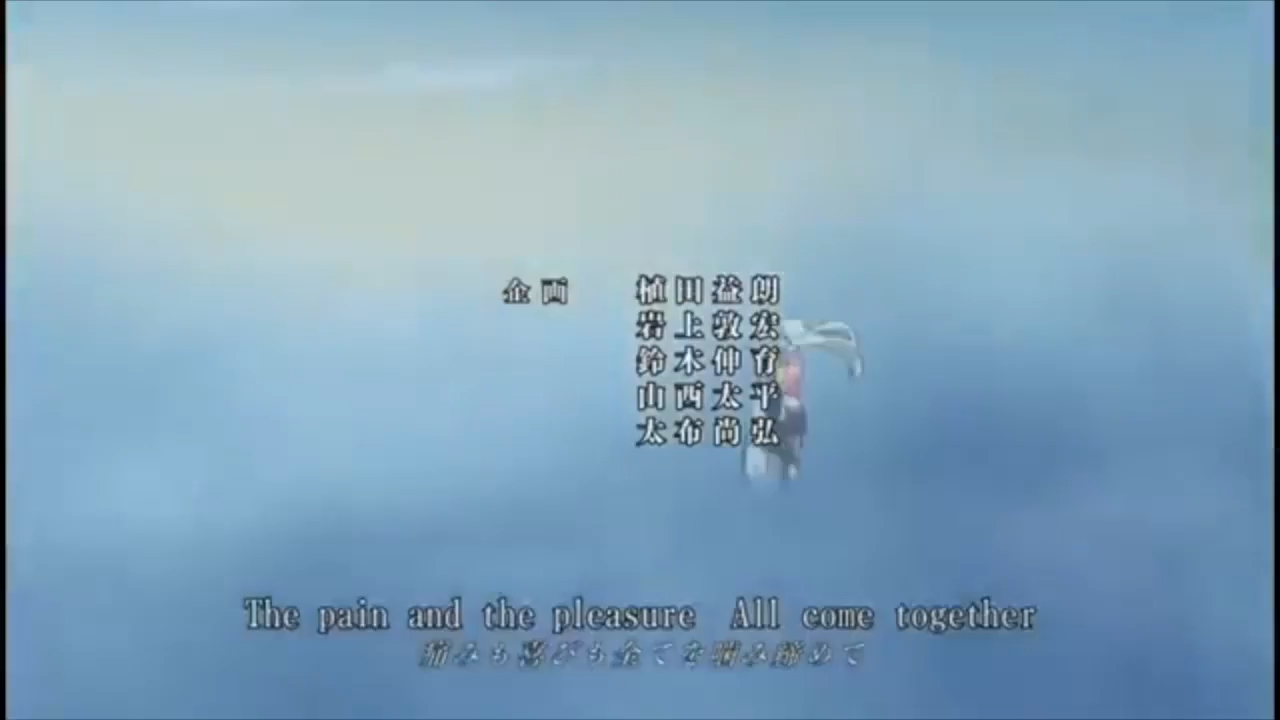 企画 植田益朗
岩上敦宏
鈴木伸育
山西太平
太布尚弘
The pain and the pleasure All come together
痛みも喜びも全てを噛み締めて